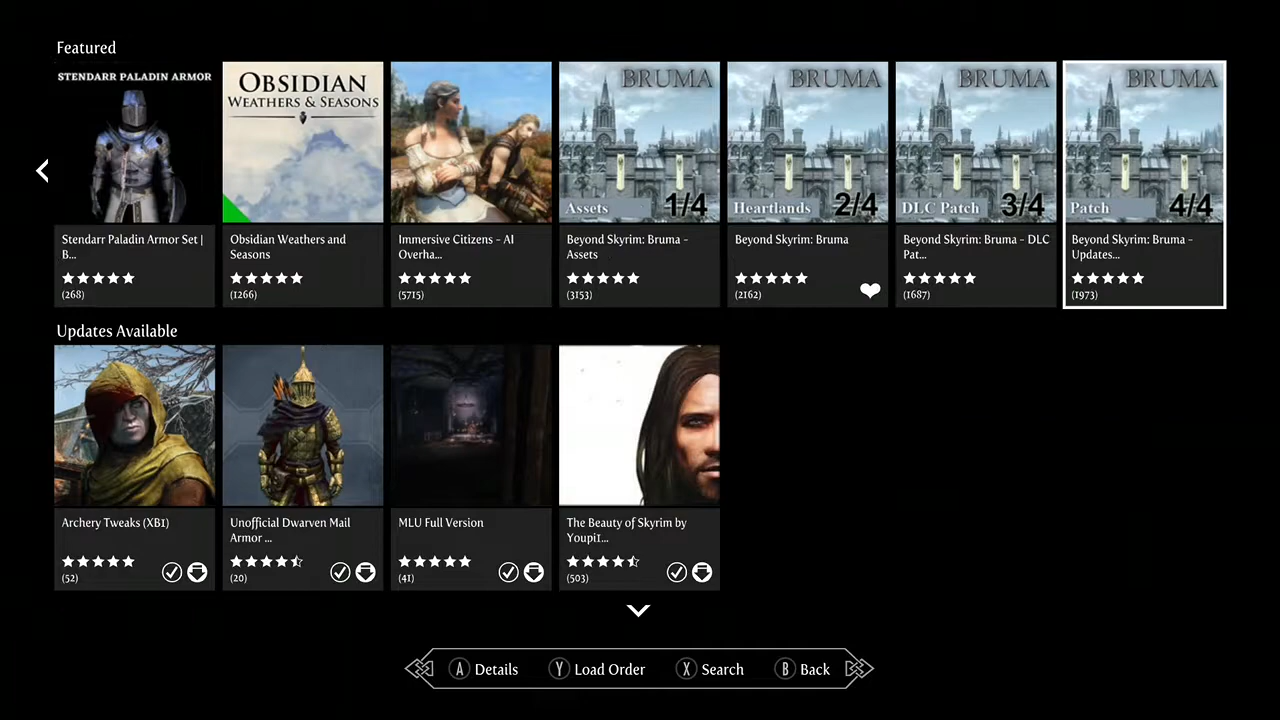 Featured
STENDARR PALADIN ARMOR
OBSIDIAN
WEATHERS & SEASONS
BRUMA
Assets 1/4
BRUMA
Heartlands 2/4
BRUMA
DLC Patch 3/4
BRUMA
Patch 4/4
Stendarr Paladin Armor Set |
B...
(268)
Obsidian Weathers and
Seasons
(1266)
Immersive Citizens - AI
Overha...
(5715)
Beyond Skyrim: Bruma -
Assets
(3153)
Beyond Skyrim: Bruma
(2162)
Beyond Skyrim: Bruma - DLC
Pat...
(1687)
Beyond Skyrim: Bruma -
Updates...
(1973)
Updates Available
Archery Tweaks (XB1)
(52)
Unofficial Dwarven Mail
Armor ...
(20)
MLU Full Version
(41)
The Beauty of Skyrim by
Youpi1...
(503)
A Details Y Load Order X Search B Back